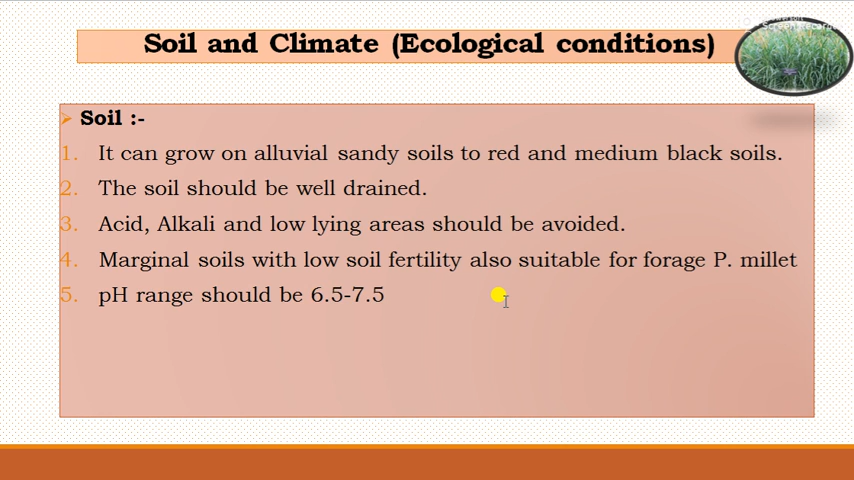 Soil and Climate (Ecological conditions)
Soil :-
1. It can grow on alluvial sandy soils to red and medium black soils.
2. The soil should be well drained.
3. Acid, Alkali and low lying areas should be avoided.
4. Marginal soils with low soil fertility also suitable for forage P. millet
5. pH range should be 6.5-7.5